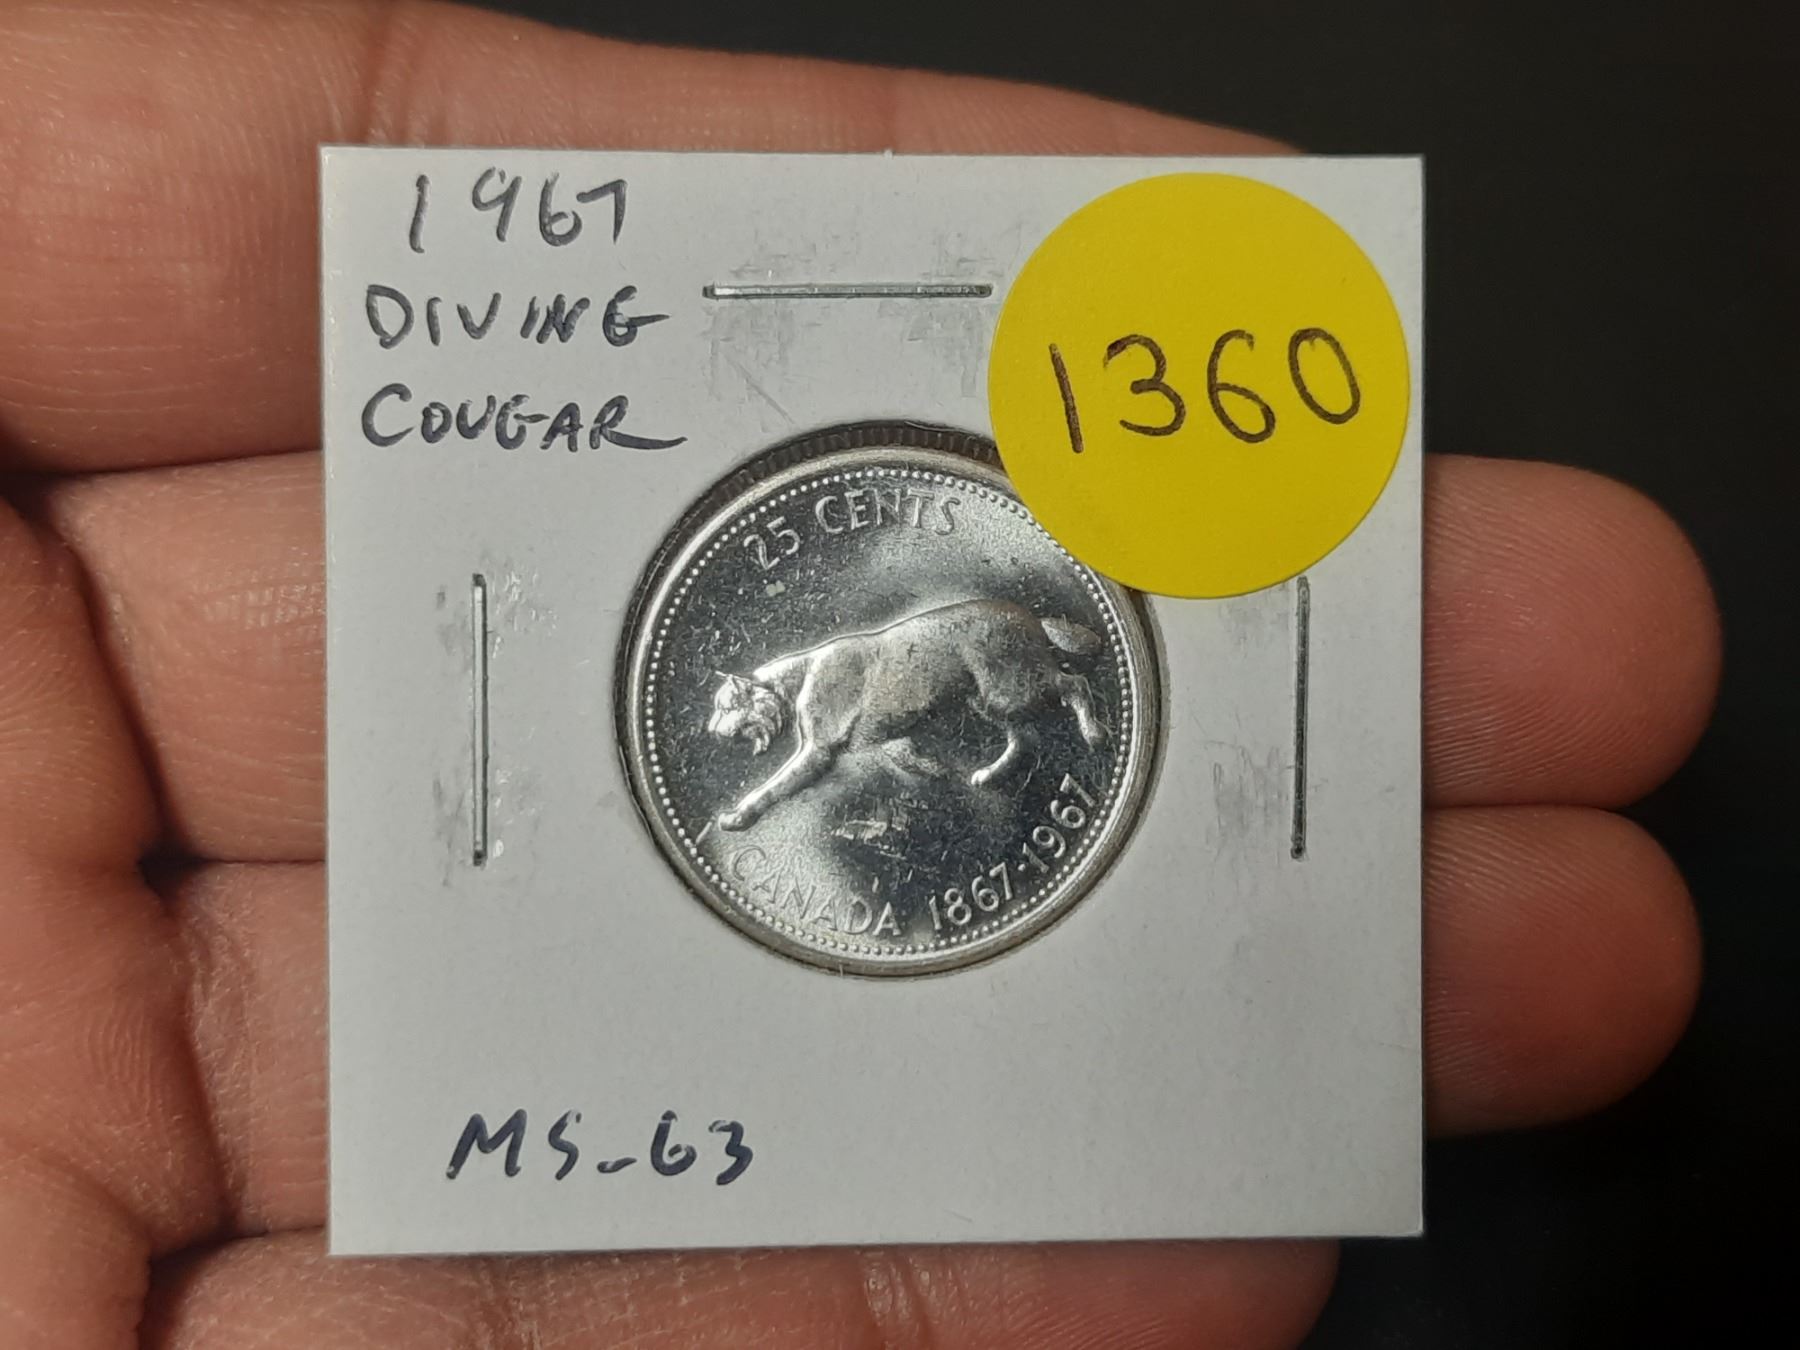 1967
DIVING
COUGAR
1360
25 CENTS
CANADA 1867-1967
MS-63